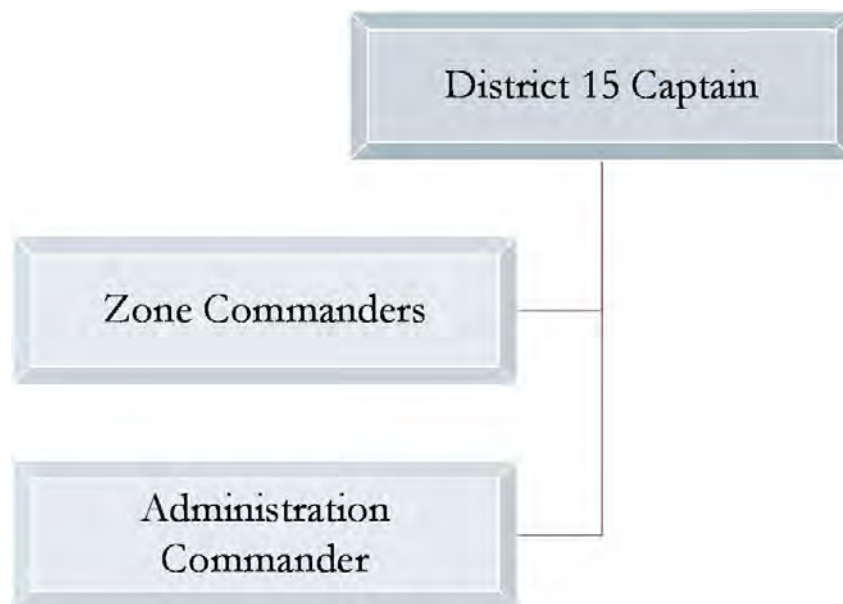 District 15 Captain
Zone Commanders
Administration
Commander